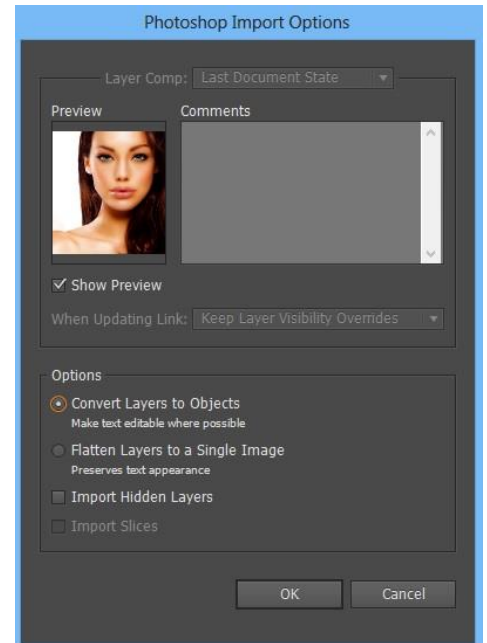 Photoshop Import Options
Layer Comp: Last Document State
Preview Comments
Show Preview
When Updating Link: Keep Layer Visibility Overrides
Options
Convert Layers to Objects
Make text editable where possible
Flatten Layers to a Single Image
Preserves text appearance
Import Hidden Layers
Import Slices
OK Cancel